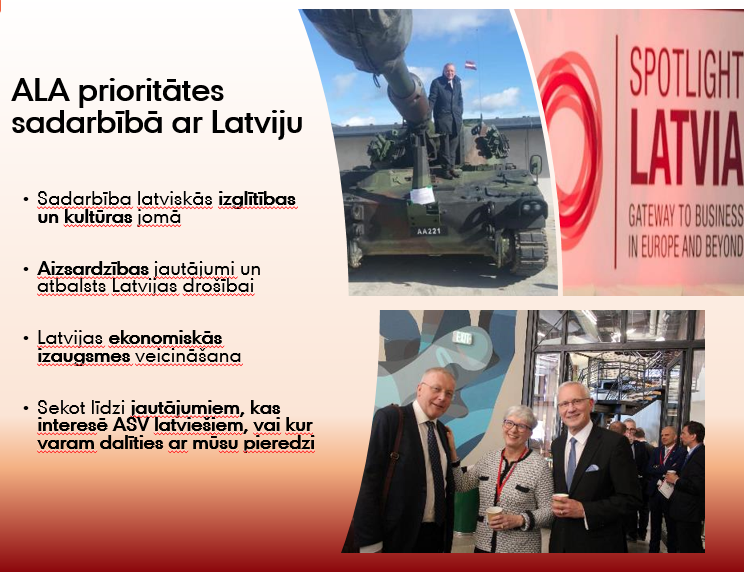 ALA prioritātes
sadarbībā ar Latviju
• Sadarbība latviskās izglītības
un kultūras jomā
• Aizsardzības jautājumi un
atbalsts Latvijas drošībai
• Latvijas ekonomiskās
izaugsmes veicināšana
• Sekot līdzi jautājumiem, kas
interesē ASV latviešiem, vai kur
varam dalīties ar mūsu pieredzi
AA221
SPOTLIGHT
LATVIA
GATEWAY TO BUSINESS
IN EUROPE AND BEYOND
EXIT